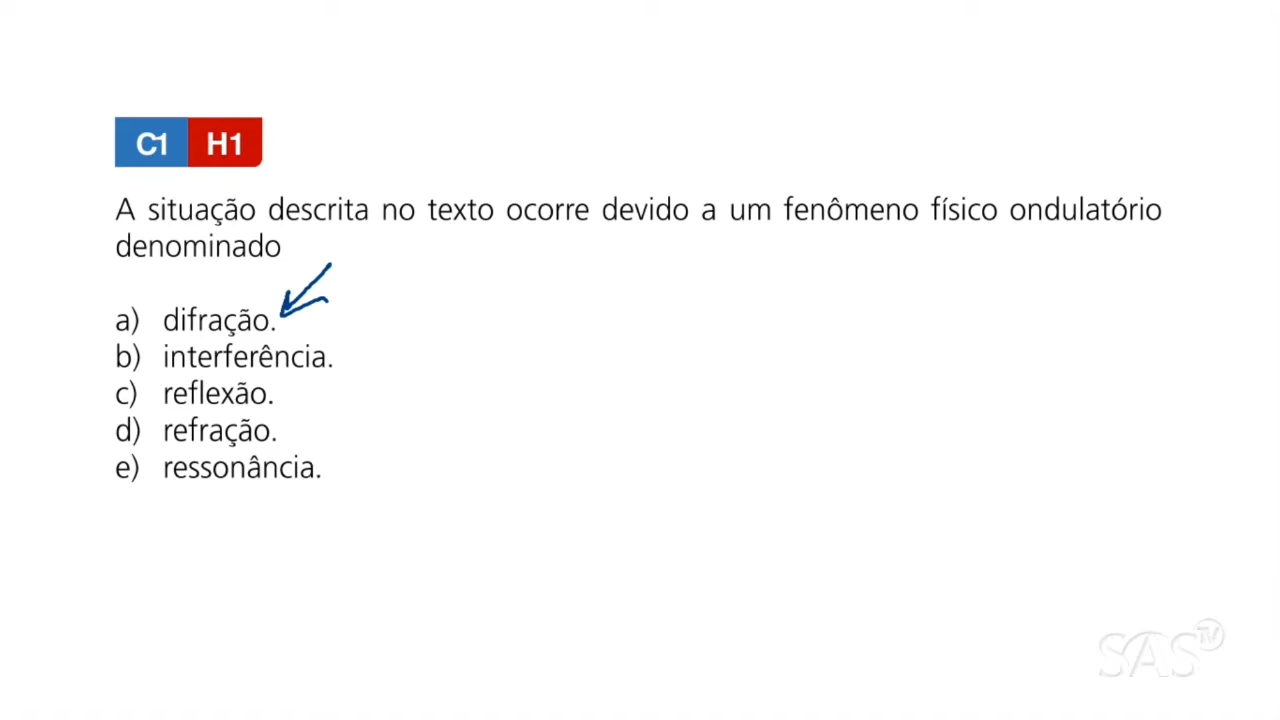 C1 H1
A situação descrita no texto ocorre devido a um fenômeno físico ondulatório
denominado
a) difração.
b) interferência.
c) reflexão.
d) refração.
e) ressonância.
SAS TV